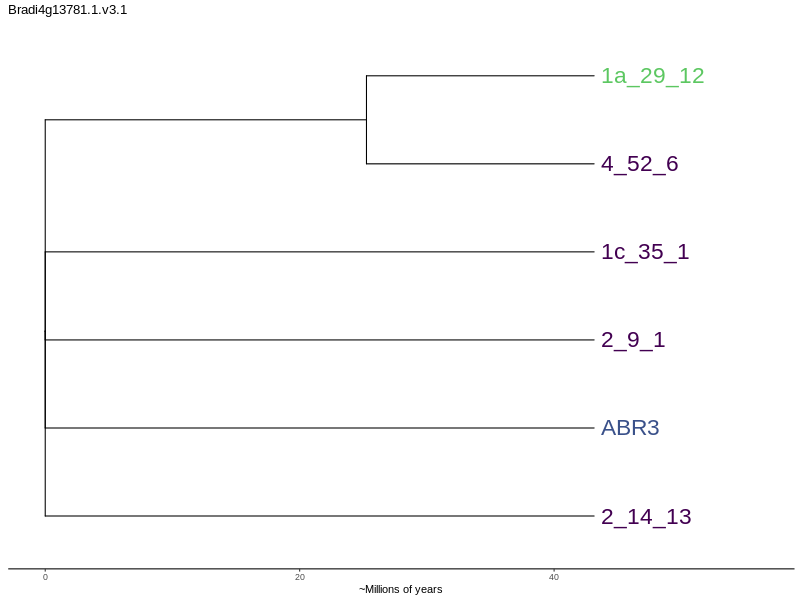 Bradi4g13781.1.v3.1
1a_29_12
4_52_6
1c_35_1
2_9_1
ABR3
2_14_13
0 20 40
~Millions of years